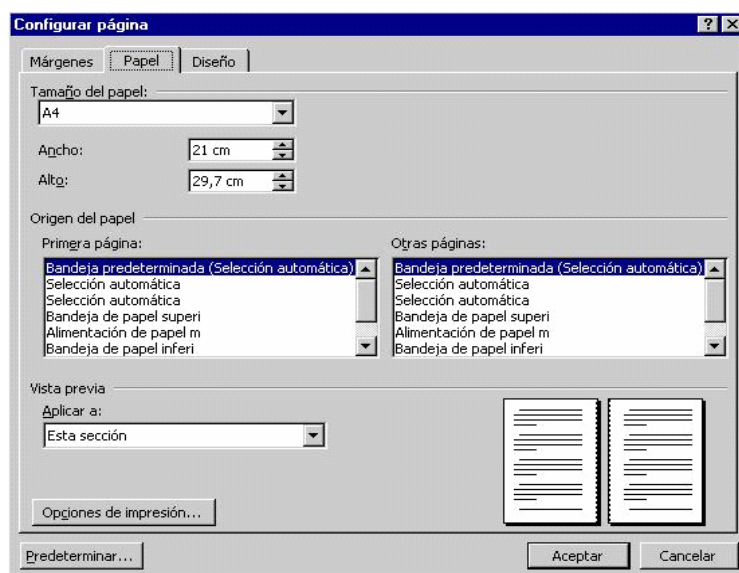 Configurar página
Márgenes Papel Diseño
Tamaño del papel:
A4
Ancho: 21 cm
Alto: 29,7 cm
Origen del papel
Primera página: Otras páginas:
Bandeja predeterminada (Selección automática) Bandeja predeterminada (Selección automática)
Selección automática Selección automática
Selección automática Selección automática
Bandeja de papel superi Bandeja de papel superi
Alimentación de papel m Alimentación de papel m
Bandeja de papel inferi Bandeja de papel inferi
Vista previa
Aplicar a:
Esta sección
Opciones de impresión...
Predeterminar... Aceptar Cancelar